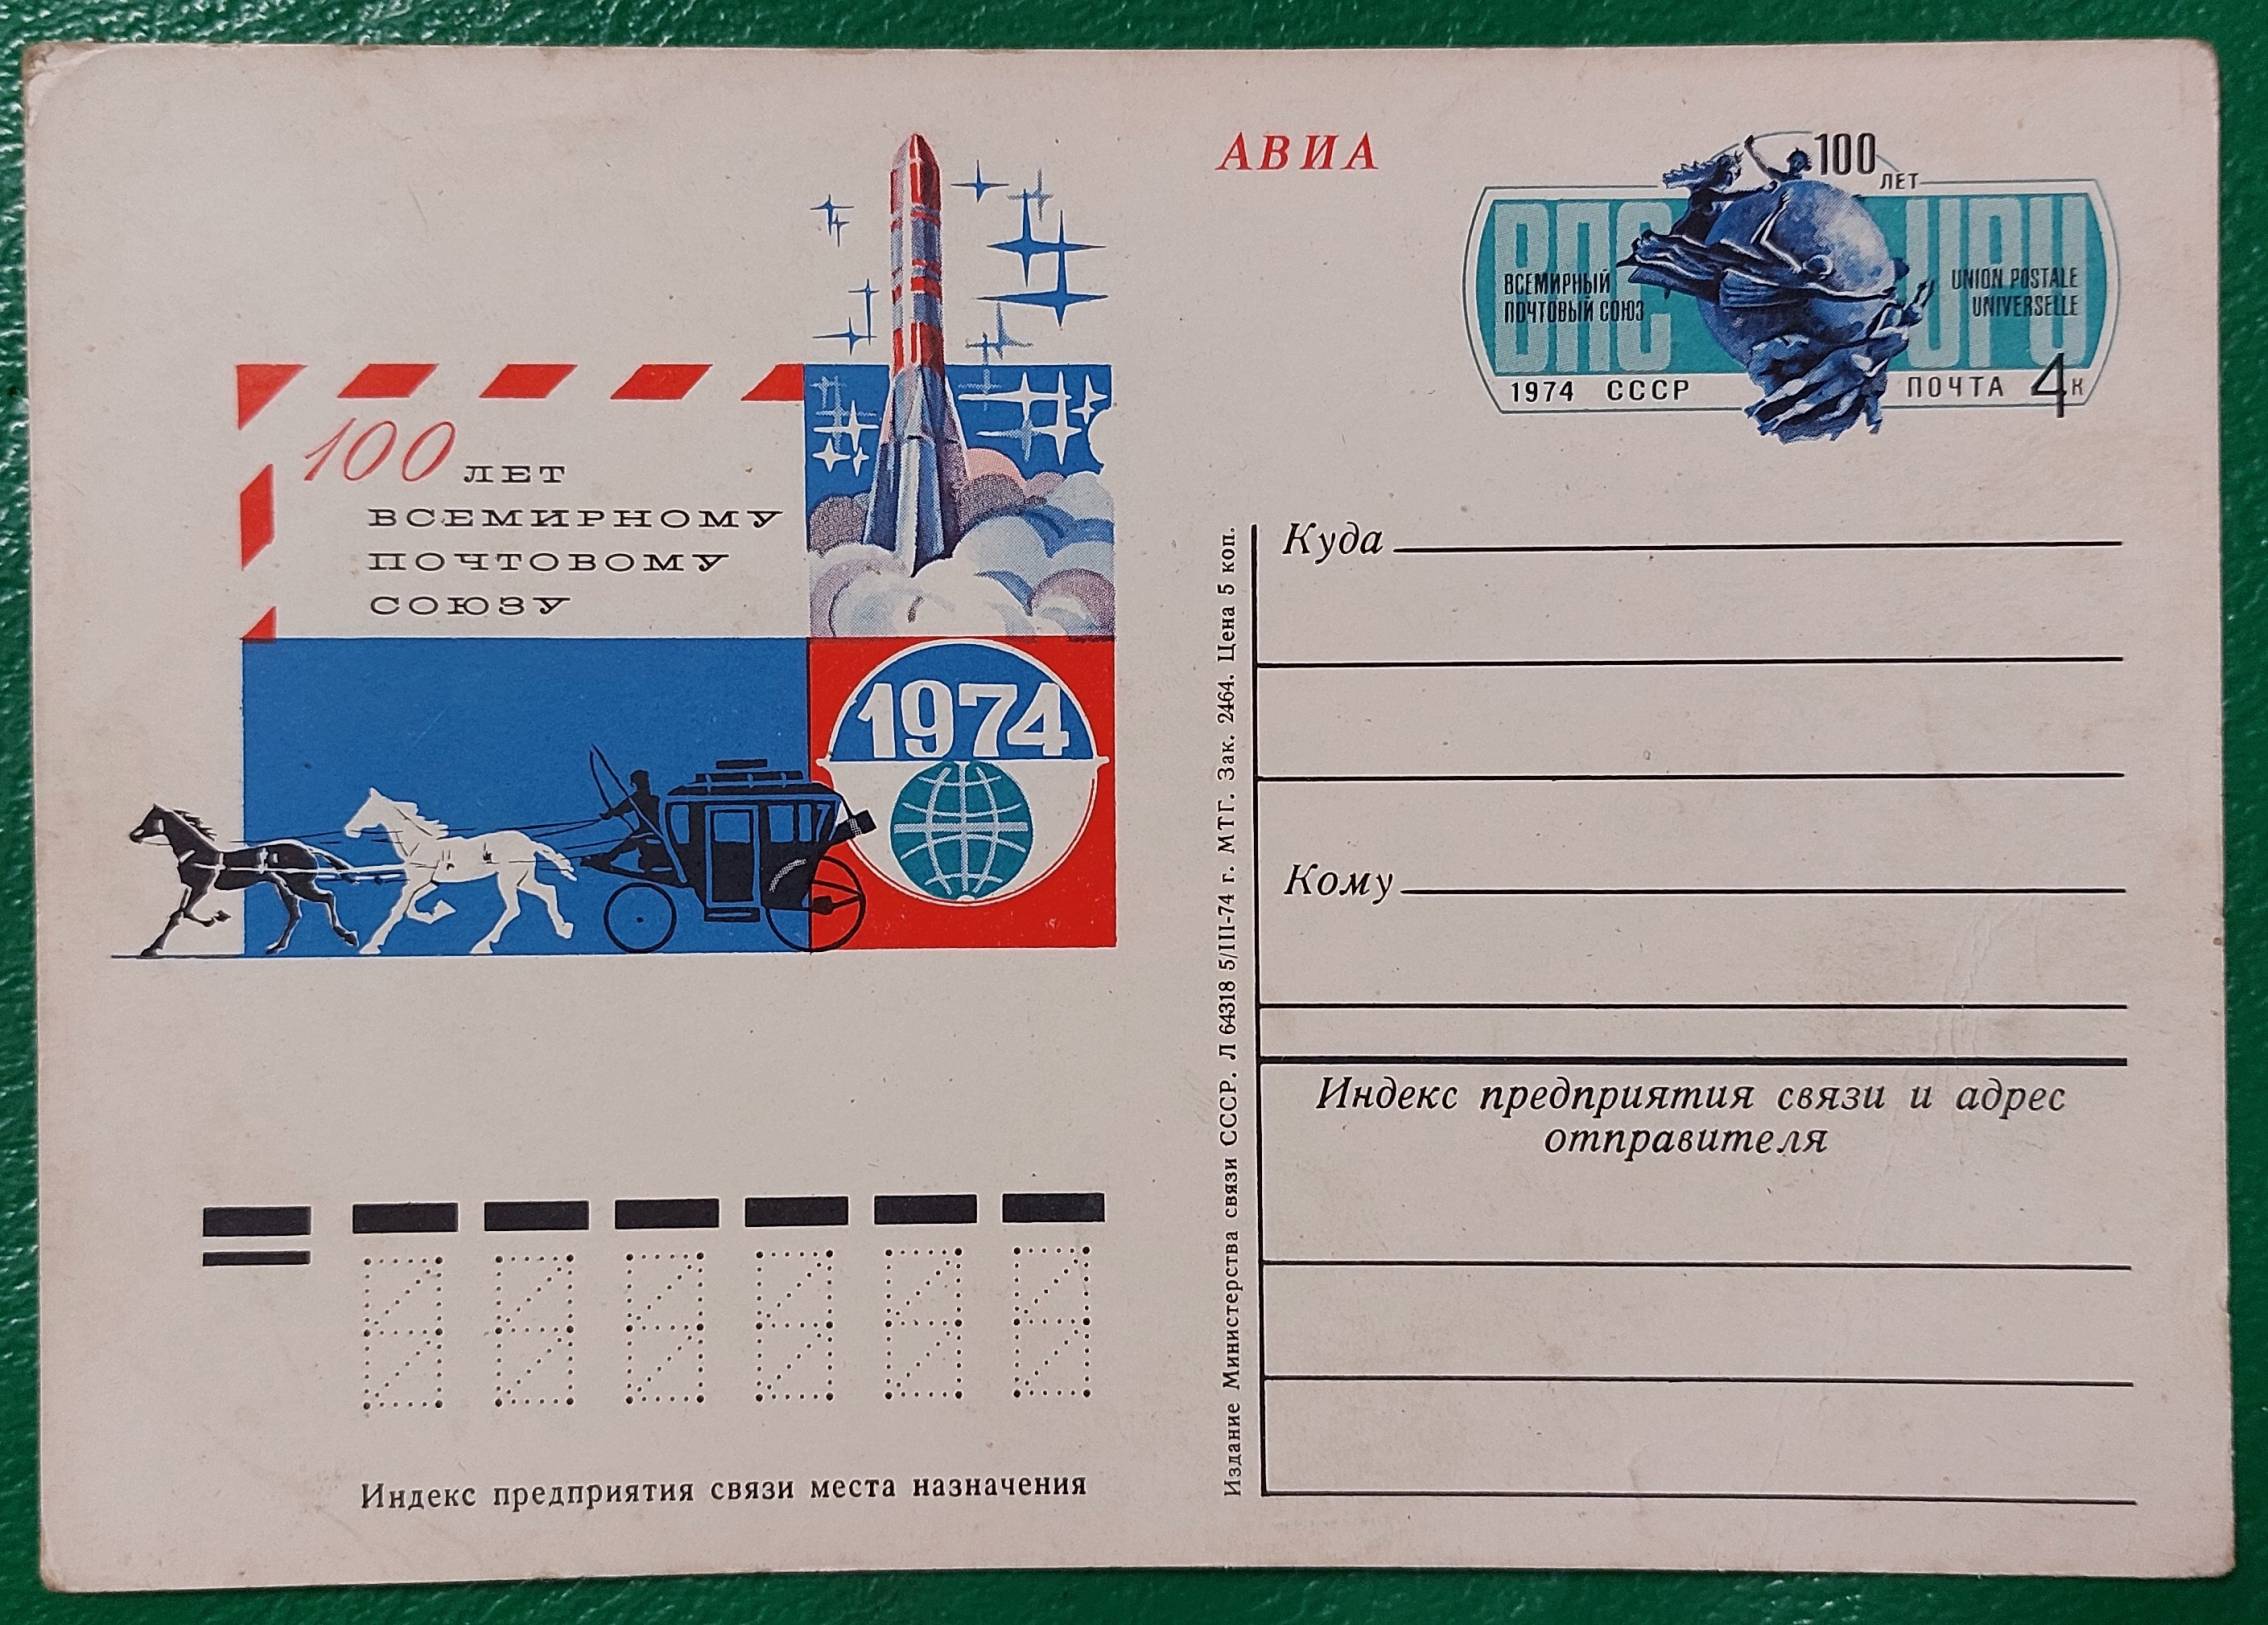 АВИА
100 ЛЕТ
ВПС UPU
ВСЕМИРНЫЙ
ПОЧТОВЫЙ СОЮЗ
UNION POSTALE
UNIVERSELLE
1974 СССР
ПОЧТА 4 К
100 ЛЕТ
ВСЕМИРНОМУ
ПОЧТОВОМУ
СОЮЗУ
1974
Издание Министерства связи СССР. Л 64318 5/III-74 г. МТГ. Зак. 2464. Цена 5 коп.
Куда
Кому
Индекс предприятия связи и адрес
отправителя
Индекс предприятия связи места назначения